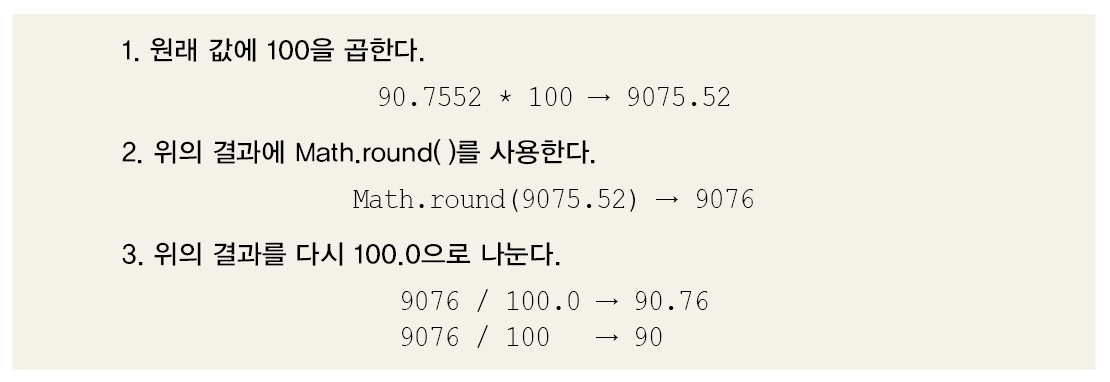 1. 원래 값에 100을 곱한다.
90.7552 * 100 → 9075.52
2. 위의 결과에 Math.round( )를 사용한다.
Math.round(9075.52) → 9076
3. 위의 결과를 다시 100.0으로 나눈다.
9076 / 100.0 → 90.76
9076 / 100 → 90